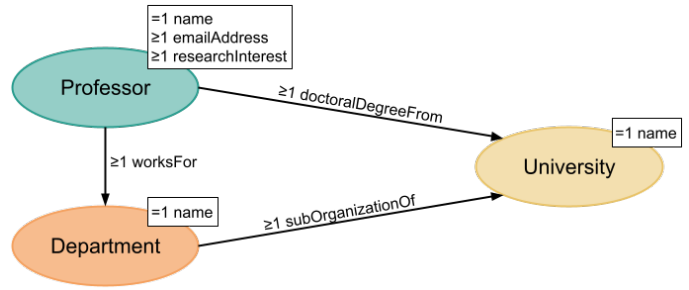 =1 name
≥1 emailAddress
≥1 researchInterest
Professor
≥1 doctoralDegreeFrom
=1 name
University
≥1 worksFor
=1 name
Department
≥1 subOrganizationOf